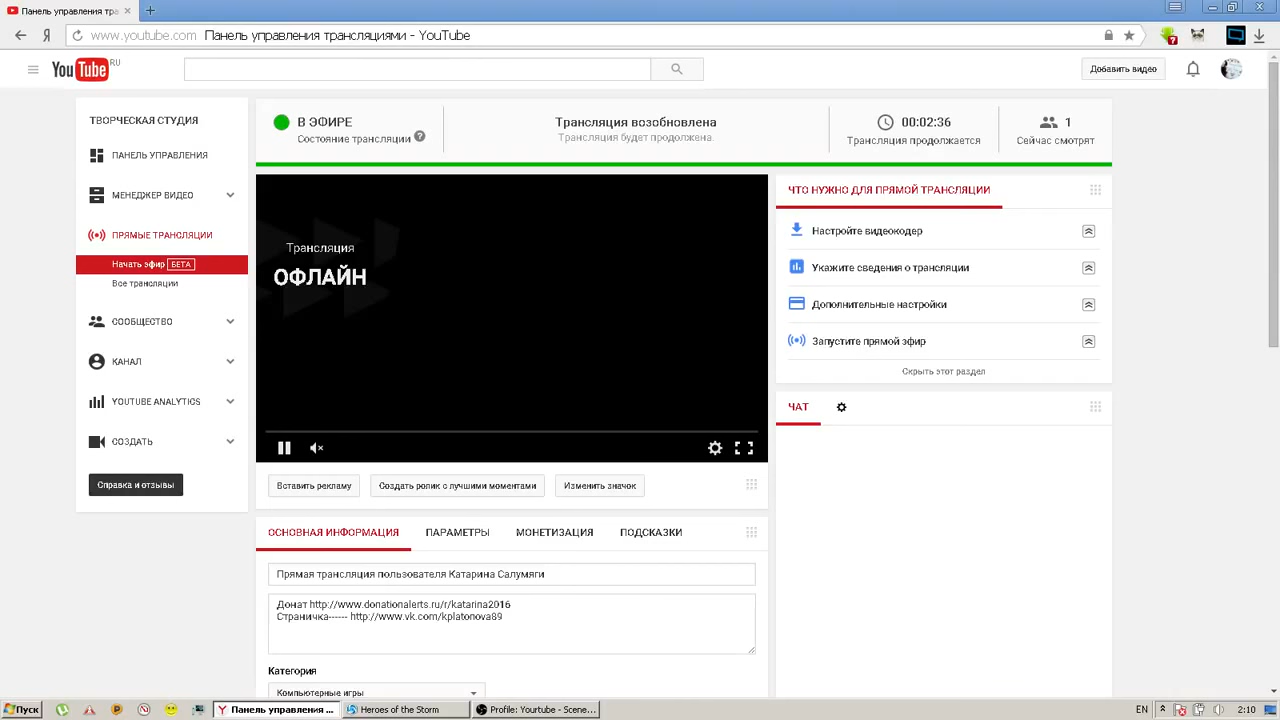 Панель управления тра
www.youtube.com Панель управления трансляциями - YouTube
YouTube RU
Добавить видео
ТВОРЧЕСКАЯ СТУДИЯ
ПАНЕЛЬ УПРАВЛЕНИЯ
МЕНЕДЖЕР ВИДЕО
ПРЯМЫЕ ТРАНСЛЯЦИИ
Начать эфир БЕТА
Все трансляции
СООБЩЕСТВО
КАНАЛ
YOUTUBE ANALYTICS
СОЗДАТЬ
Справка и отзывы
В ЭФИРЕ
Состояние трансляции ?
Трансляция возобновлена
Трансляция будет продолжена.
00:02:36
Трансляция продолжается
1
Сейчас смотрят
Трансляция
ОФЛАЙН
Вставить рекламу
Создать ролик с лучшими моментами
Изменить значок
ОСНОВНАЯ ИНФОРМАЦИЯ
ПАРАМЕТРЫ
МОНЕТИЗАЦИЯ
ПОДСКАЗКИ
Прямая трансляция пользователя Катарина Салумяги
Донат http://www.donationalerts.ru/r/katarina2016
Страничка------ http://www.vk.com/kplatonova89
Категория
Компьютерные игры
ЧТО НУЖНО ДЛЯ ПРЯМОЙ ТРАНСЛЯЦИИ
Настройте видеокодер
Укажите сведения о трансляции
Дополнительные настройки
Запустите прямой эфир
Скрыть этот раздел
ЧАТ
Пуск
Панель управления ...
Heroes of the Storm
Profile: Youtube - Scene...
EN
2:10